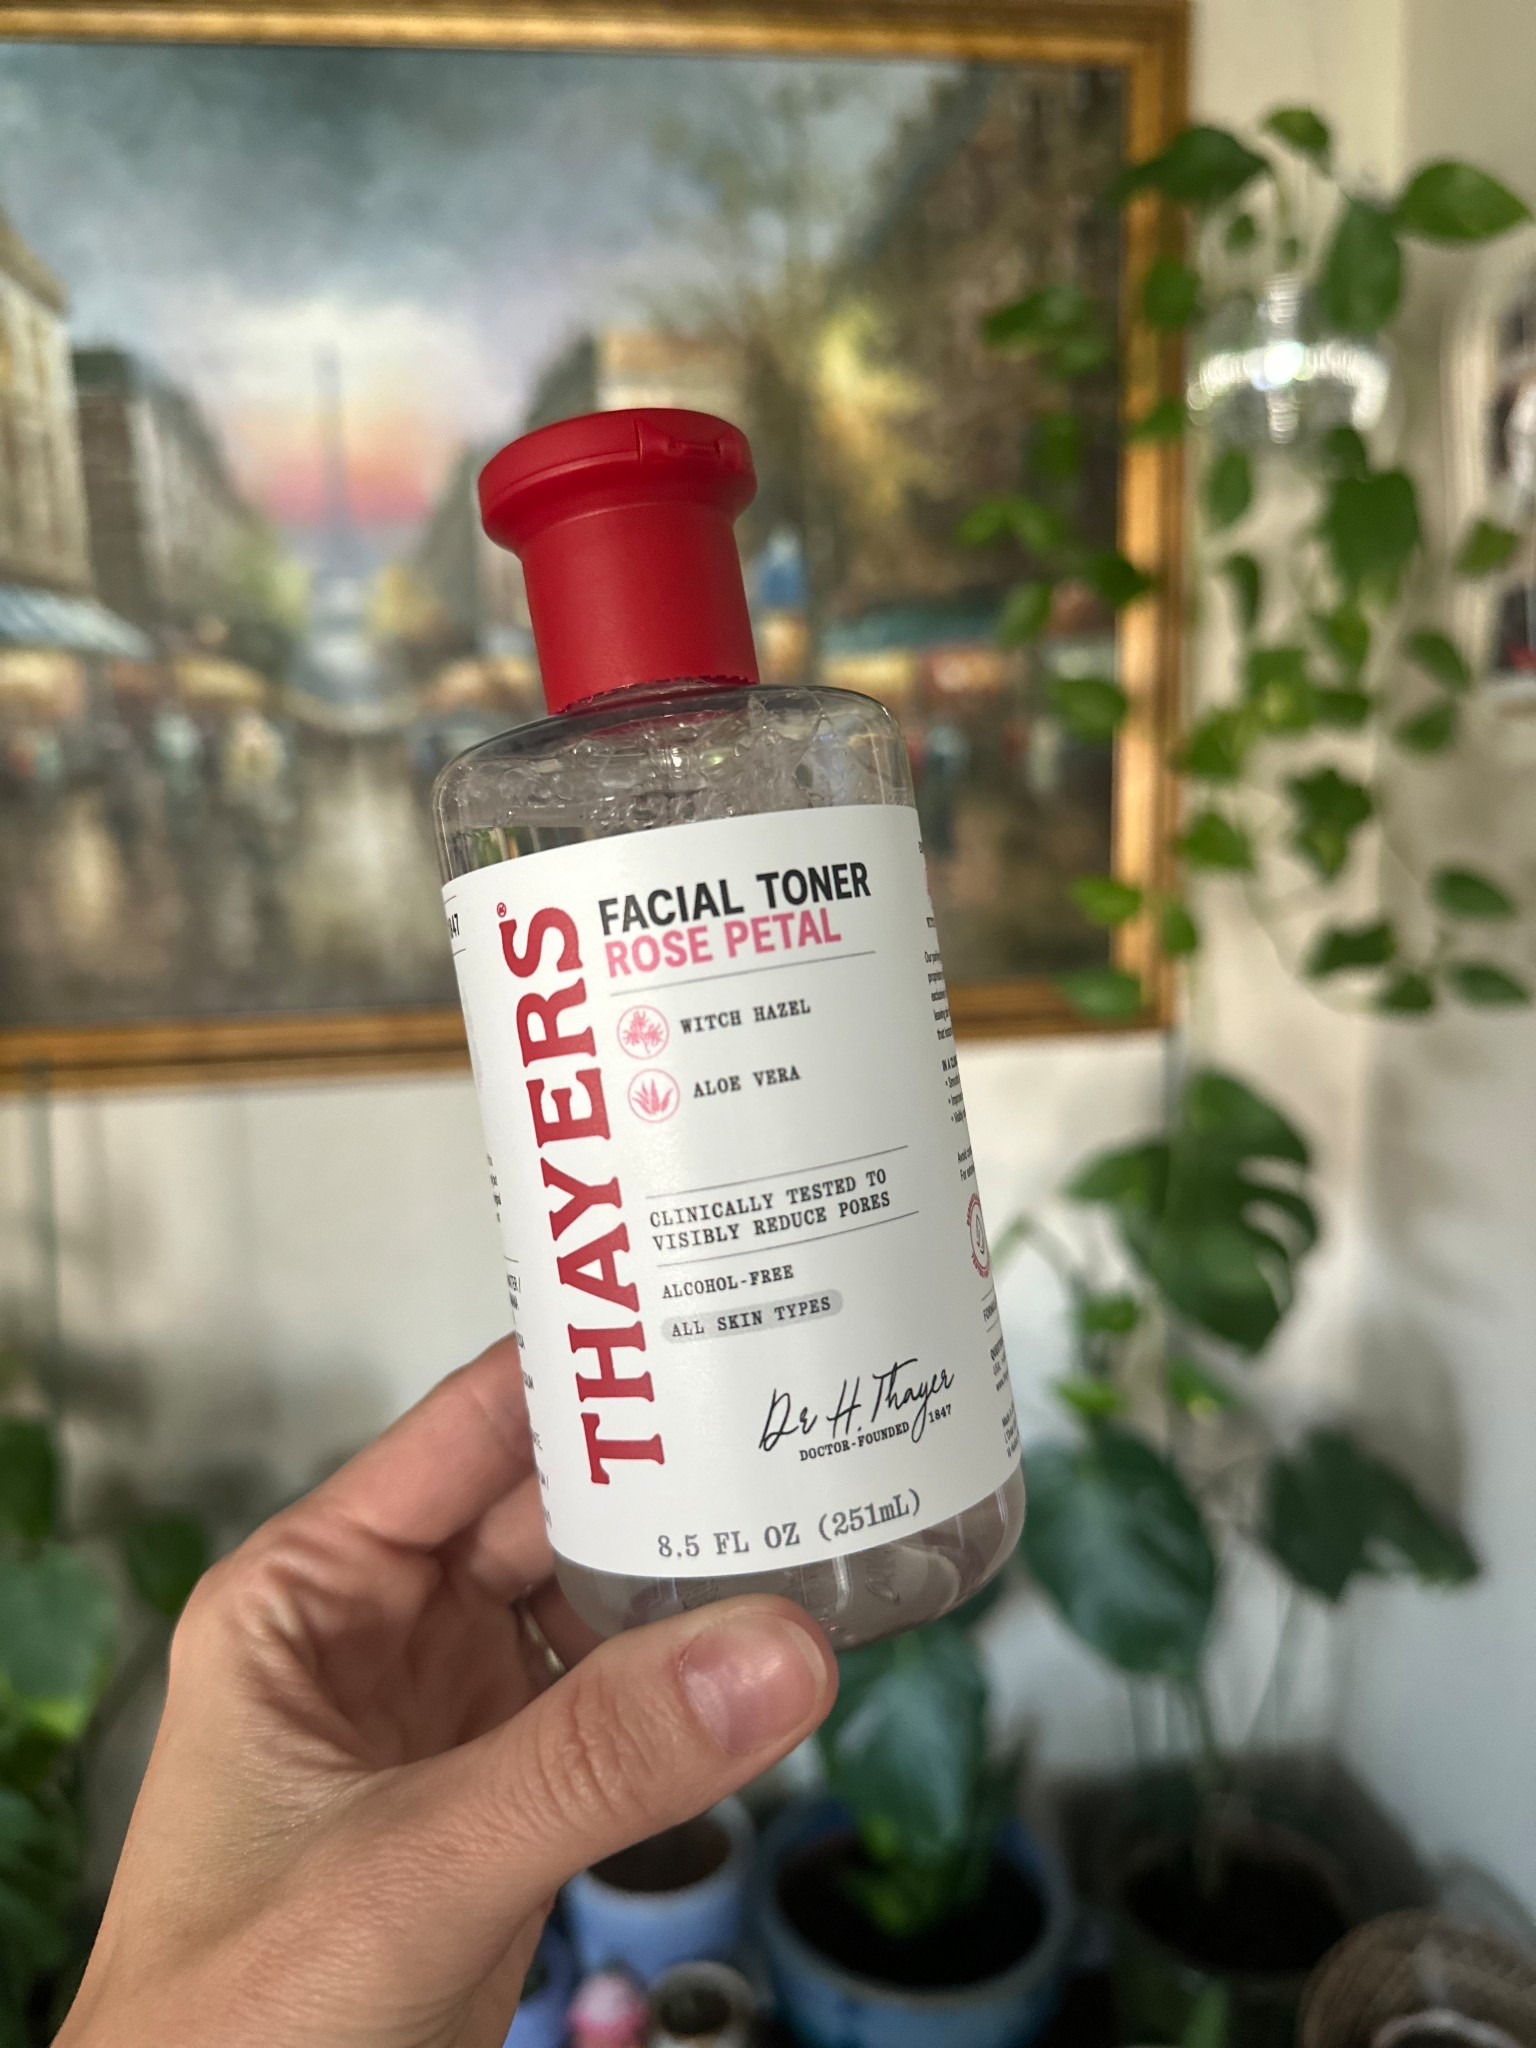 THAYERS®
FACIAL TONER
ROSE PETAL
WITCH HAZEL
ALOE VERA
CLINICALLY TESTED TO
VISIBLY REDUCE PORES
ALCOHOL-FREE
ALL SKIN TYPES
Dr H. Thayer
DOCTOR-FOUNDED 1847
8.5 FL OZ (251mL)